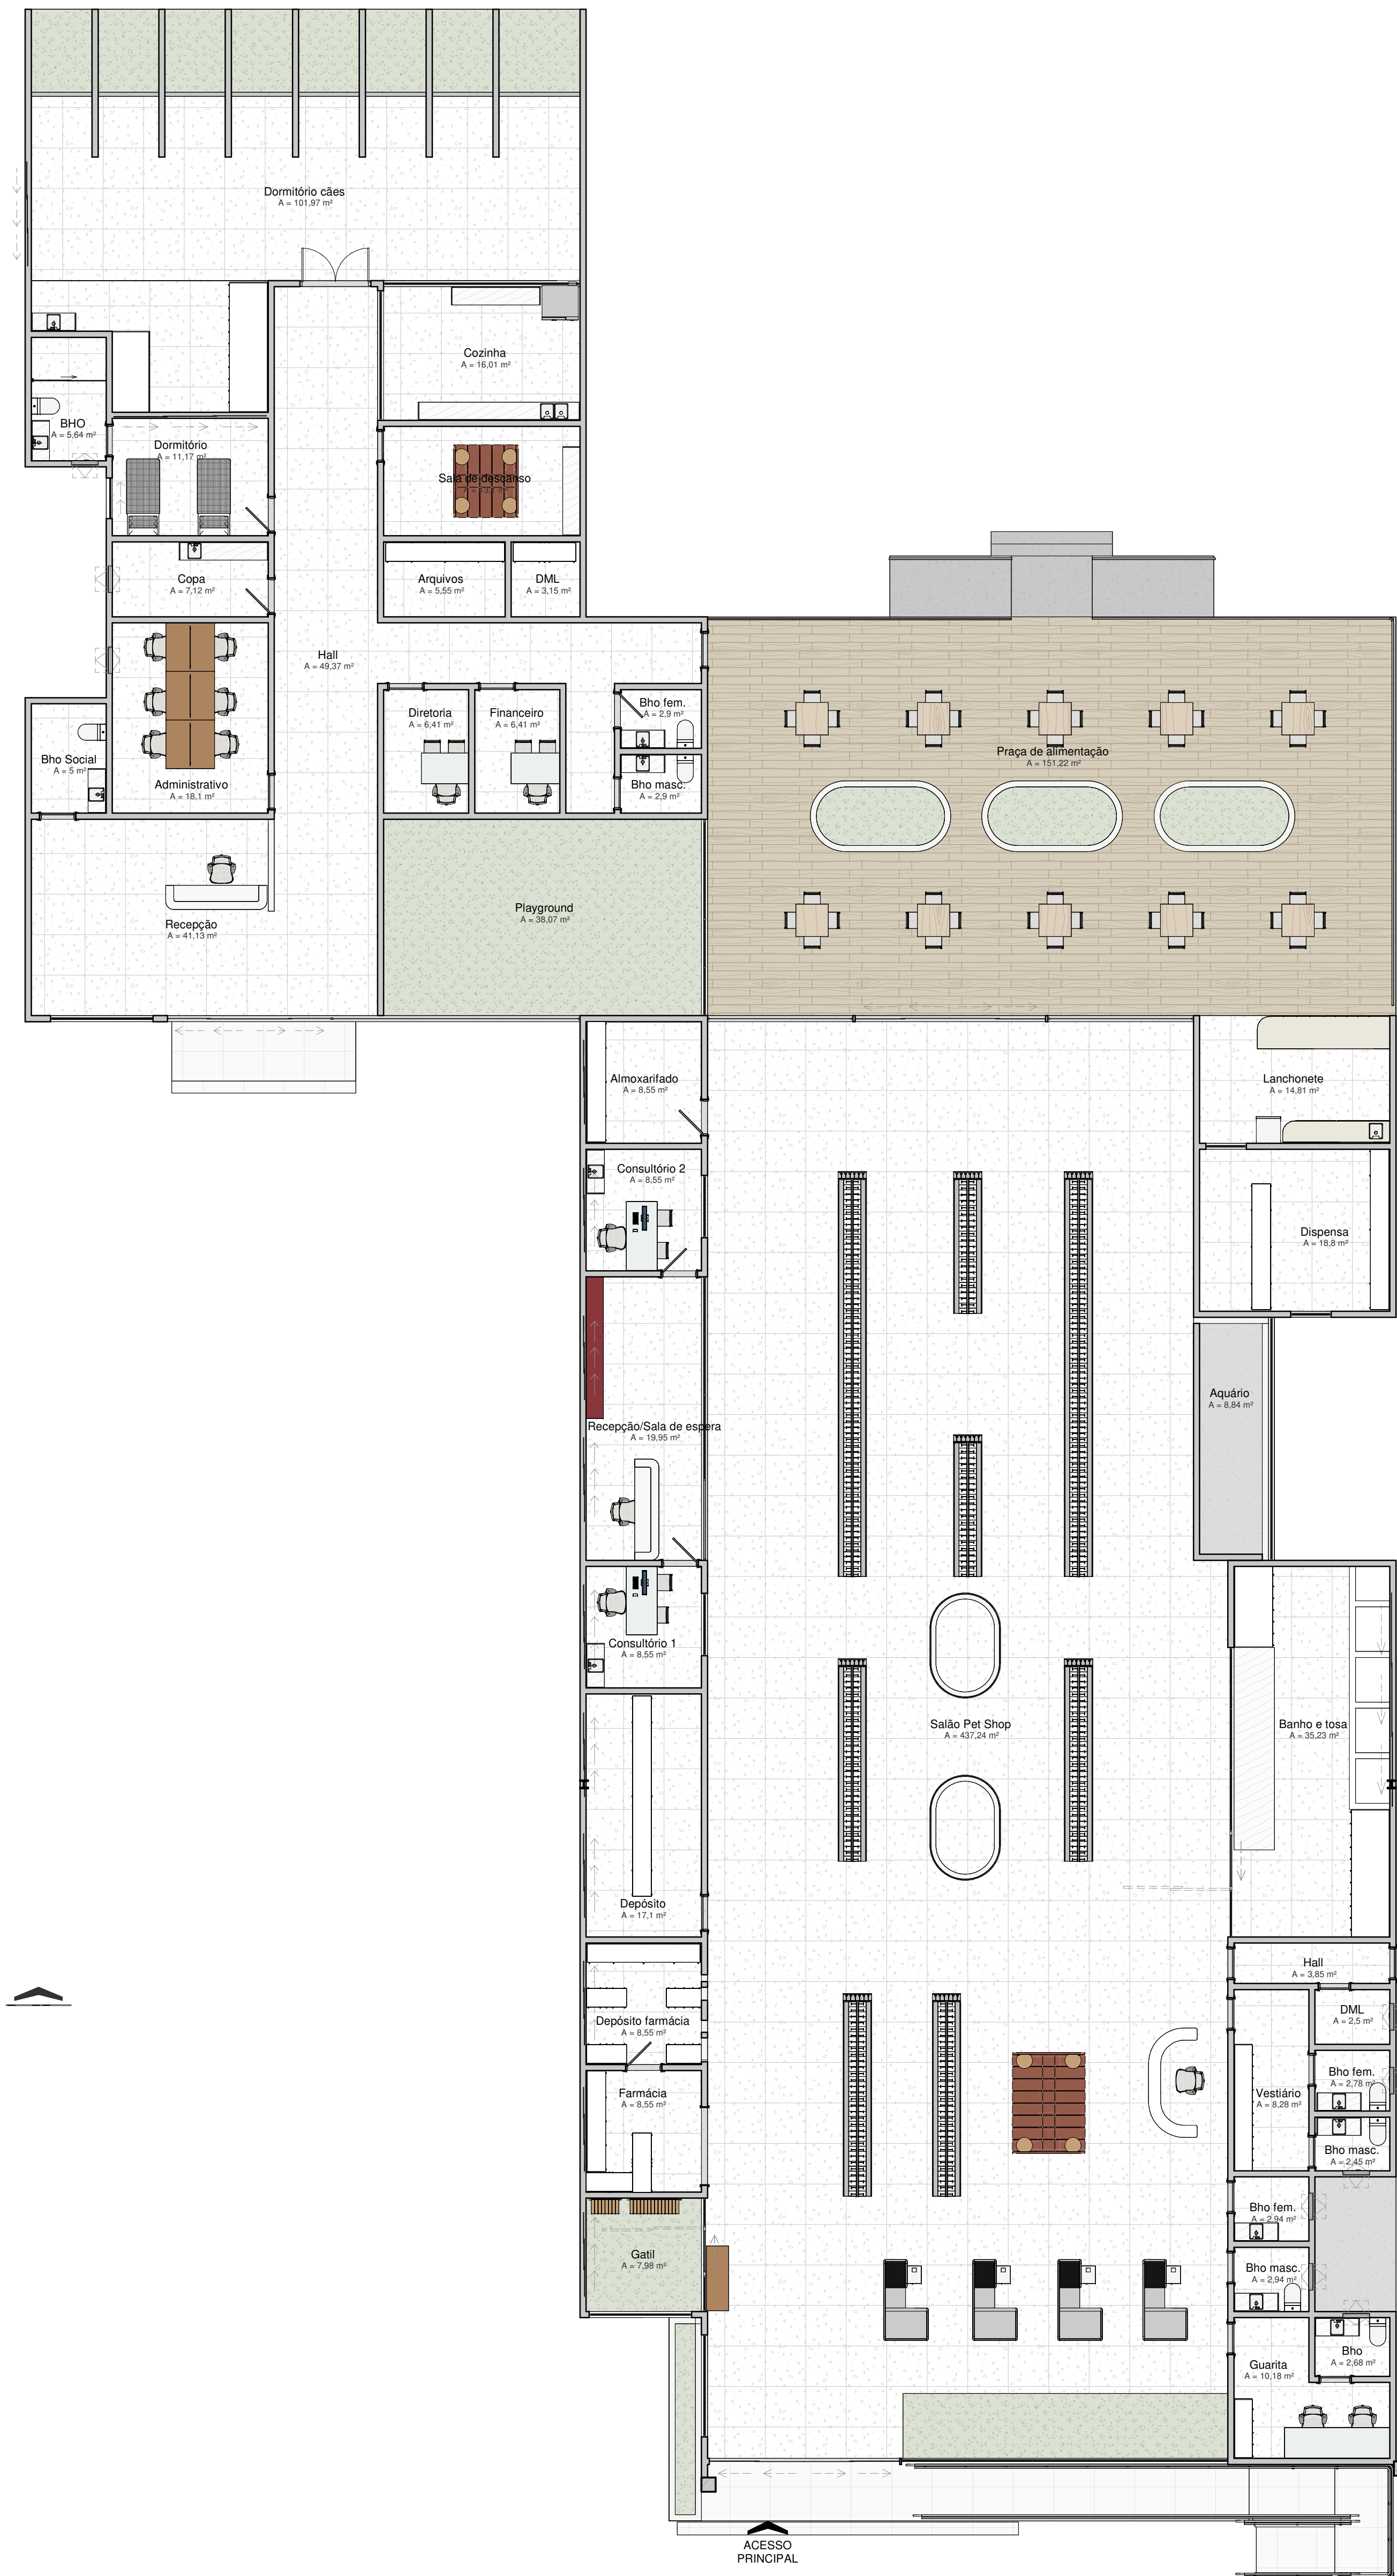 Dormitório cães
A = 101,97 m²
Cozinha
A = 16,01 m²
BHO
A = 5,64 m²
Dormitório
A = 11,17 m²
Sala de descanso
Copa
A = 7,12 m²
Arquivos
A = 5,55 m²
DML
A = 3,15 m²
Hall
A = 49,37 m²
Diretoria
A = 6,41 m²
Financeiro
A = 6,41 m²
Bho fem.
A = 2,9 m²
Bho masc.
A = 2,9 m²
Bho Social
A = 5 m²
Administrativo
A = 18,1 m²
Praça de alimentação
A = 151,22 m²
Recepção
A = 41,13 m²
Playground
A = 38,07 m²
Almoxarifado
A = 8,55 m²
Lanchonete
A = 14,81 m²
Consultório 2
A = 8,55 m²
Dispensa
A = 18,8 m²
Aquário
A = 8,84 m²
Recepção/Sala de espera
A = 19,95 m²
Consultório 1
A = 8,55 m²
Salão Pet Shop
A = 437,24 m²
Banho e tosa
A = 35,23 m²
Depósito
A = 17,1 m²
Hall
A = 3,85 m²
DML
A = 2,5 m²
Depósito farmácia
A = 8,55 m²
Bho fem.
A = 2,78 m²
Farmácia
A = 8,55 m²
Vestiário
A = 8,28 m²
Bho masc.
A = 2,45 m²
Bho fem.
A = 2,94 m²
Gatil
A = 7,98 m²
Bho masc.
A = 2,94 m²
Bho
A = 2,68 m²
Guarita
A = 10,18 m²
ACESSO
PRINCIPAL